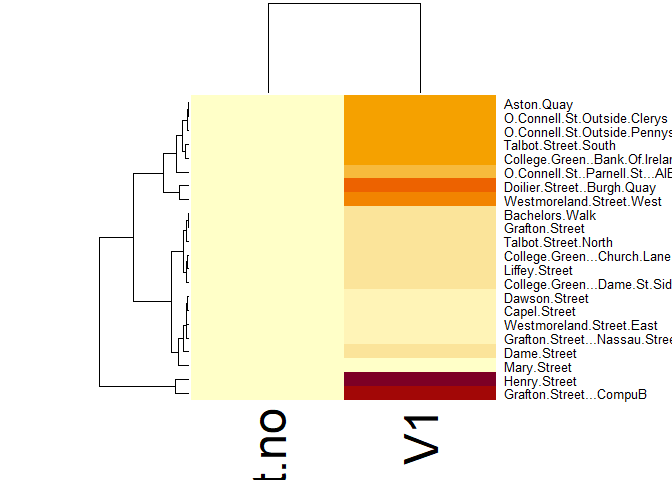 Aston.Quay
O.Connell.St.Outside.Clerys
O.Connell.St.Outside.Pennys
Talbot.Street.South
College.Green..Bank.Of.Irelan
O.Connell.St..Parnell.St...AIB
Doilier.Street..Burgh.Quay
Westmoreland.Street.West
Bachelors.Walk
Grafton.Street
Talbot.Street.North
College.Green...Church.Lane
Liffey.Street
College.Green...Dame.St.Sid
Dawson.Street
Capel.Street
Westmoreland.Street.East
Grafton.Street...Nassau.Stree
Dame.Street
Mary.Street
Henry.Street
Grafton.Street...CompuB
t.no
V1